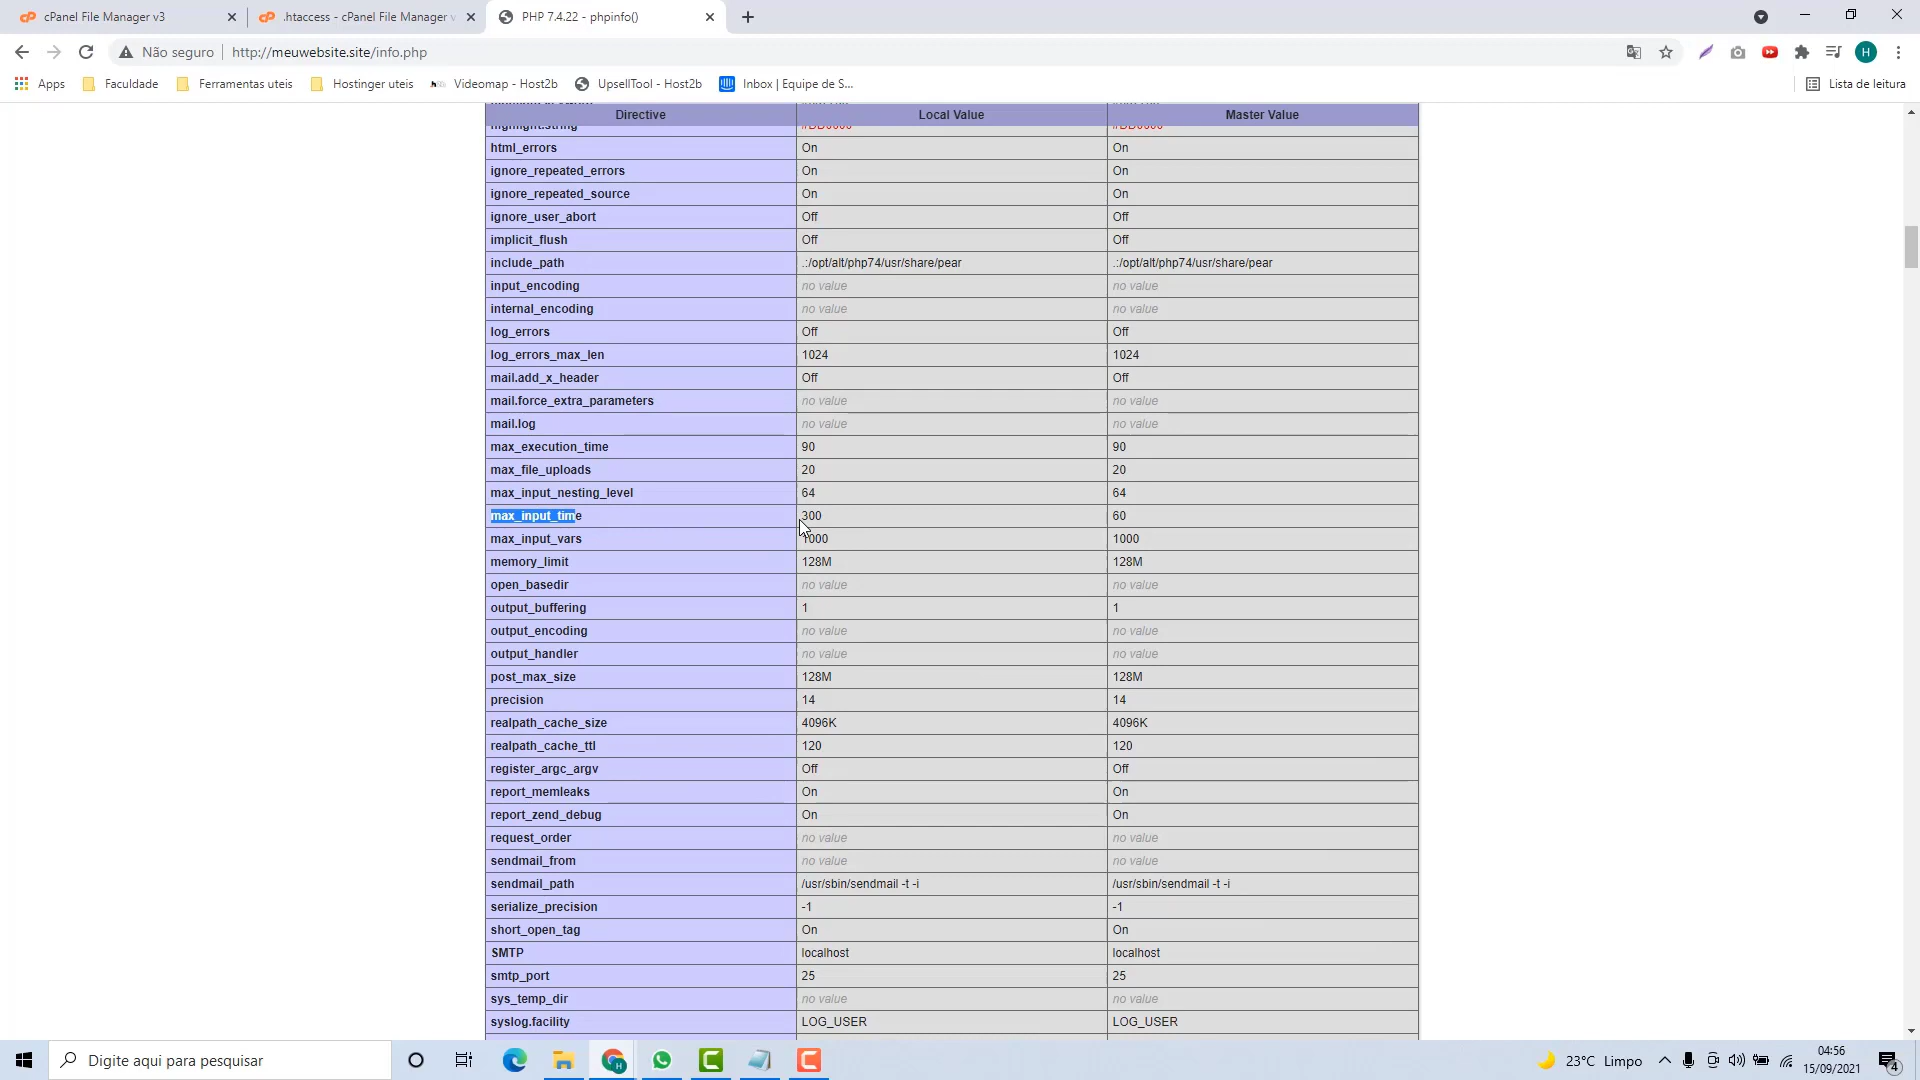 cPanel File Manager v3
.htaccess - cPanel File Manager v
PHP 7.4.22 - phpinfo()
Não seguro http://meuwebsite.site/info.php
H
Apps Faculdade Ferramentas uteis Hostinger uteis Videomap - Host2b UpsellTool - Host2b Inbox | Equipe de S... Lista de leitura
Directive Local Value Master Value
highlight.string #DD0000 #DD0000
html_errors On On
ignore_repeated_errors On On
ignore_repeated_source On On
ignore_user_abort Off Off
implicit_flush Off Off
include_path .:/opt/alt/php74/usr/share/pear .:/opt/alt/php74/usr/share/pear
input_encoding no value no value
internal_encoding no value no value
log_errors Off Off
log_errors_max_len 1024 1024
mail.add_x_header Off Off
mail.force_extra_parameters no value no value
mail.log no value no value
max_execution_time 90 90
max_file_uploads 20 20
max_input_nesting_level 64 64
max_input_time 300 60
max_input_vars 1000 1000
memory_limit 128M 128M
open_basedir no value no value
output_buffering 1 1
output_encoding no value no value
output_handler no value no value
post_max_size 128M 128M
precision 14 14
realpath_cache_size 4096K 4096K
realpath_cache_ttl 120 120
register_argc_argv Off Off
report_memleaks On On
report_zend_debug On On
request_order no value no value
sendmail_from no value no value
sendmail_path /usr/sbin/sendmail -t -i /usr/sbin/sendmail -t -i
serialize_precision -1 -1
short_open_tag On On
SMTP localhost localhost
smtp_port 25 25
sys_temp_dir no value no value
syslog.facility LOG_USER LOG_USER
Digite aqui para pesquisar
23°C Limpo
04:56
15/09/2021
4